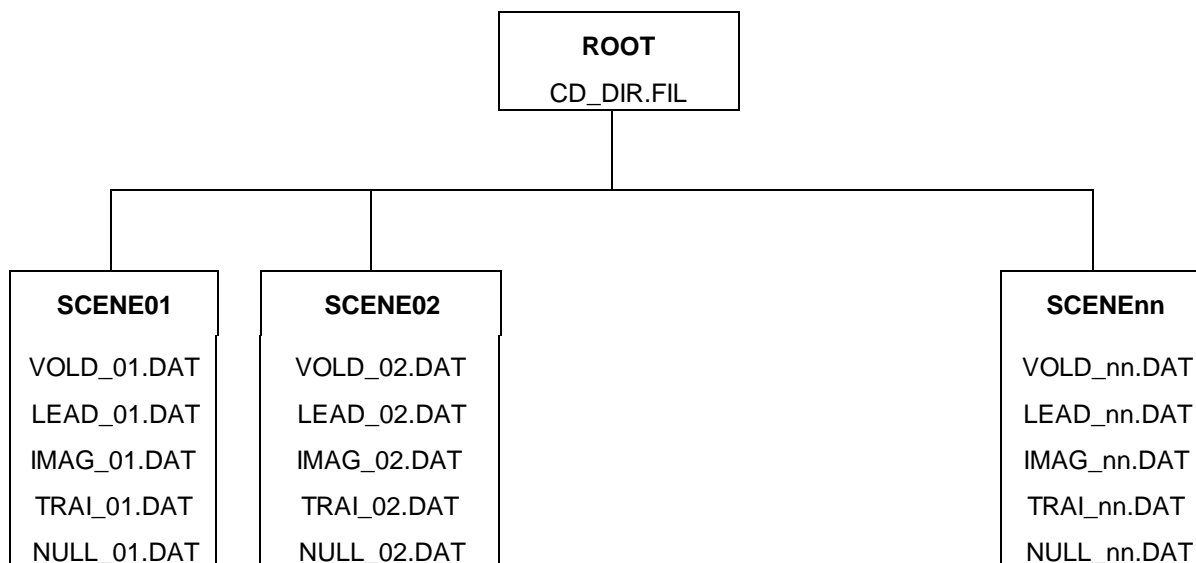 ROOT
CD_DIR.FIL
SCENE01
VOLD_01.DAT
LEAD_01.DAT
IMAG_01.DAT
TRAI_01.DAT
NULL_01.DAT
SCENE02
VOLD_02.DAT
LEAD_02.DAT
IMAG_02.DAT
TRAI_02.DAT
NULL_02.DAT
SCENEnn
VOLD_nn.DAT
LEAD_nn.DAT
IMAG_nn.DAT
TRAI_nn.DAT
NULL_nn.DAT